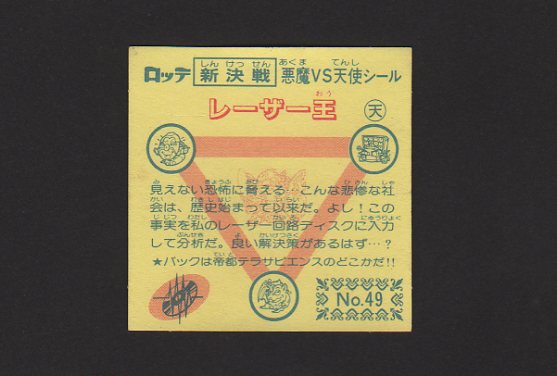 ロッテ 新決戦 悪魔VS天使シール
レーザー王 天
見えない恐怖に脅える…こんな悲惨な社
会は、歴史始まって以来だ。よし！この
事実を私のレーザー回路ディスクに入力
して分析だ。良い解決策があるはず…？
★バックは帝都テラサピエンスのどこかだ!!
No.49